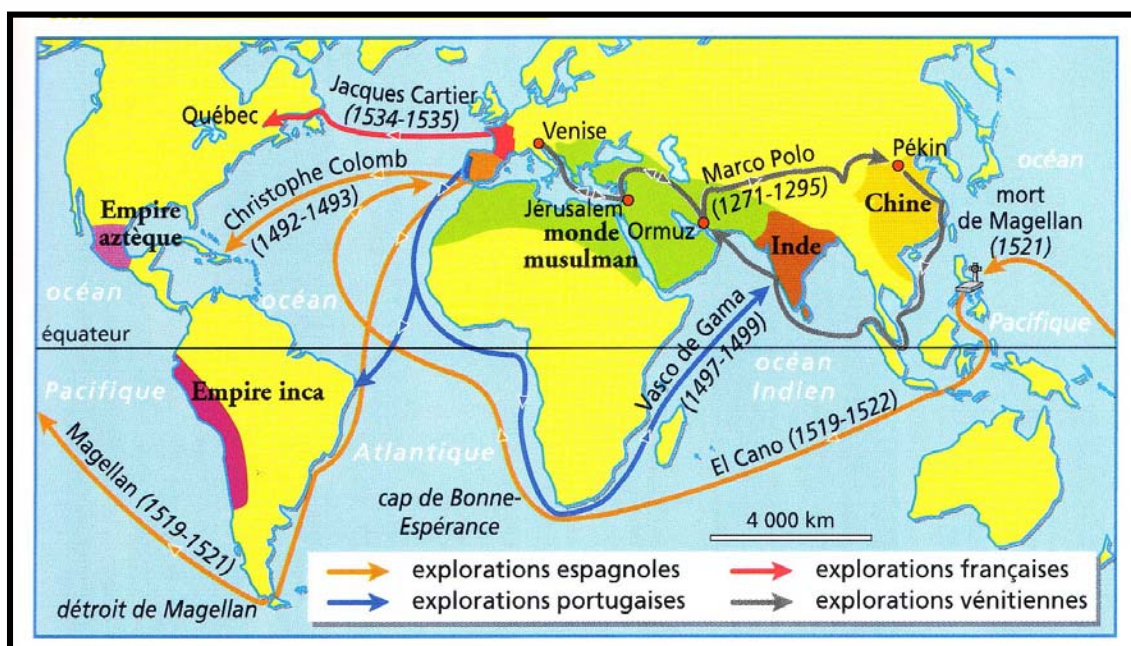 Jacques Cartier
(1534-1535)
Québec
Venise
Pékin
océan
Marco Polo
(1271-1295)
Christophe Colomb
(1492-1493)
Empire
aztèque
Jérusalem
monde
musulman
Ormuz
Chine
Inde
mort
de Magellan
(1521)
océan
océan
équateur
Pacifique
Pacifique
Empire inca
Vasco de Gama
(1497-1499)
océan
Indien
Atlantique
El Cano (1519-1522)
Magellan (1519-1521)
cap de Bonne-
Espérance
4 000 km
détroit de Magellan
explorations espagnoles
explorations françaises
explorations portugaises
explorations vénitiennes